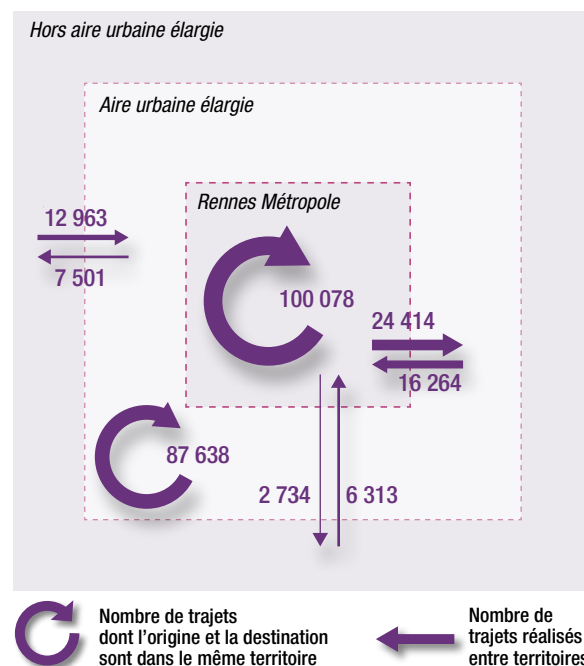 Hors aire urbaine élargie
Aire urbaine élargie
Rennes Métropole
12 963
7 501
100 078
24 414
16 264
87 638
2 734
6 313
Nombre de trajets
dont l'origine et la destination
sont dans le même territoire
Nombre de
trajets réalisés
entre territoires